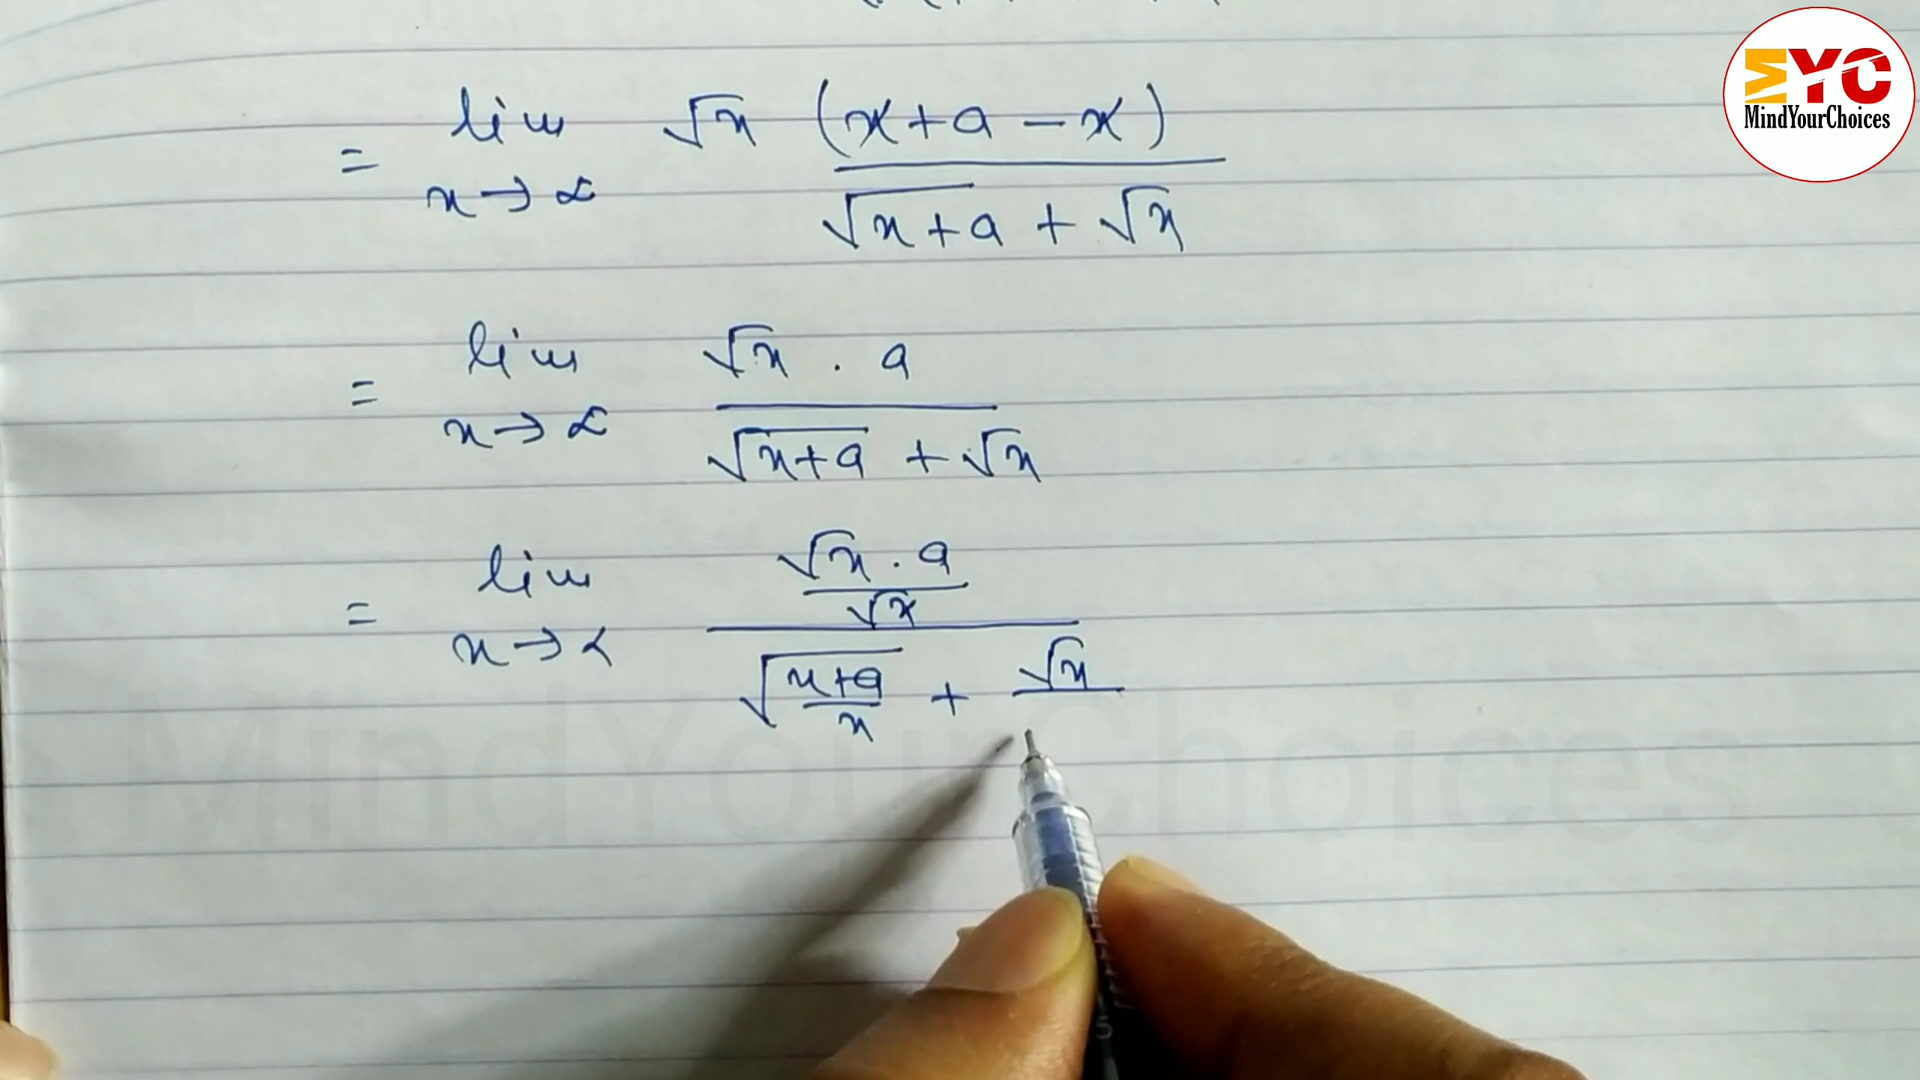 MYC
MindYourChoices
= lim x→∝ √x (x+a−x) / (√(x+a) + √x)
= lim x→∝ √x . a / (√(x+a) + √x)
= lim x→∝ (√x . a / √x) / (√((x+a)/x) + √x /
MindYourChoices